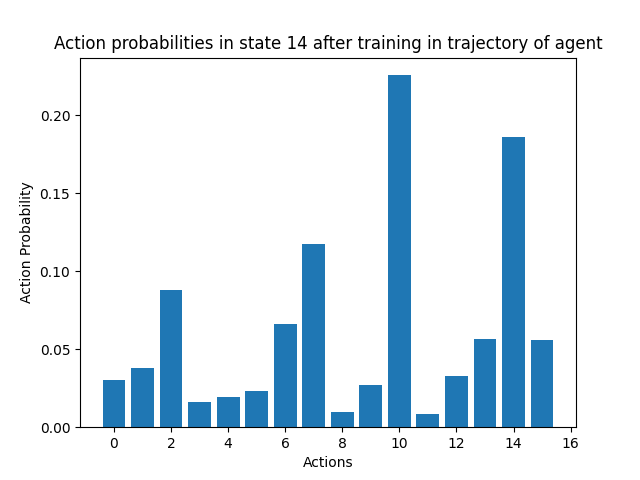 Action probabilities in state 14 after training in trajectory of agent
0.20
0.15
0.10
0.05
0.00
Action Probability
0 2 4 6 8 10 12 14 16
Actions